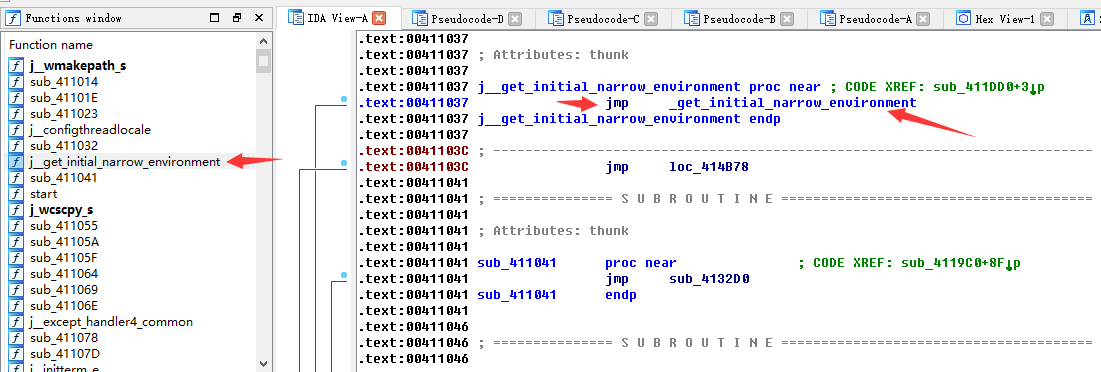 Functions window
Function name
j__wmakepath_s
sub_411014
sub_41101E
sub_411023
j__configthreadlocale
sub_411032
j__get_initial_narrow_environment
sub_411041
start
j_wcscpy_s
sub_411055
sub_41105A
sub_41105F
sub_411064
sub_411069
sub_41106E
j__except_handler4_common
sub_411078
sub_41107D
j__initterm_e
IDA View-A
Pseudocode-D
Pseudocode-C
Pseudocode-B
Pseudocode-A
Hex View-1
.text:00411037
.text:00411037 ; Attributes: thunk
.text:00411037
.text:00411037 j__get_initial_narrow_environment proc near ; CODE XREF: sub_411DD0+3↓p
.text:00411037 jmp _get_initial_narrow_environment
.text:00411037 j__get_initial_narrow_environment endp
.text:00411037
.text:0041103C ; ---------------------------------------------------------------------------
.text:0041103C jmp loc_414B78
.text:00411041
.text:00411041 ; =============== S U B R O U T I N E =======================================
.text:00411041
.text:00411041 ; Attributes: thunk
.text:00411041
.text:00411041 sub_411041 proc near ; CODE XREF: sub_4119C0+8F↓p
.text:00411041 jmp sub_4132D0
.text:00411041 sub_411041 endp
.text:00411041
.text:00411046
.text:00411046 ; =============== S U B R O U T I N E =======================================
.text:00411046